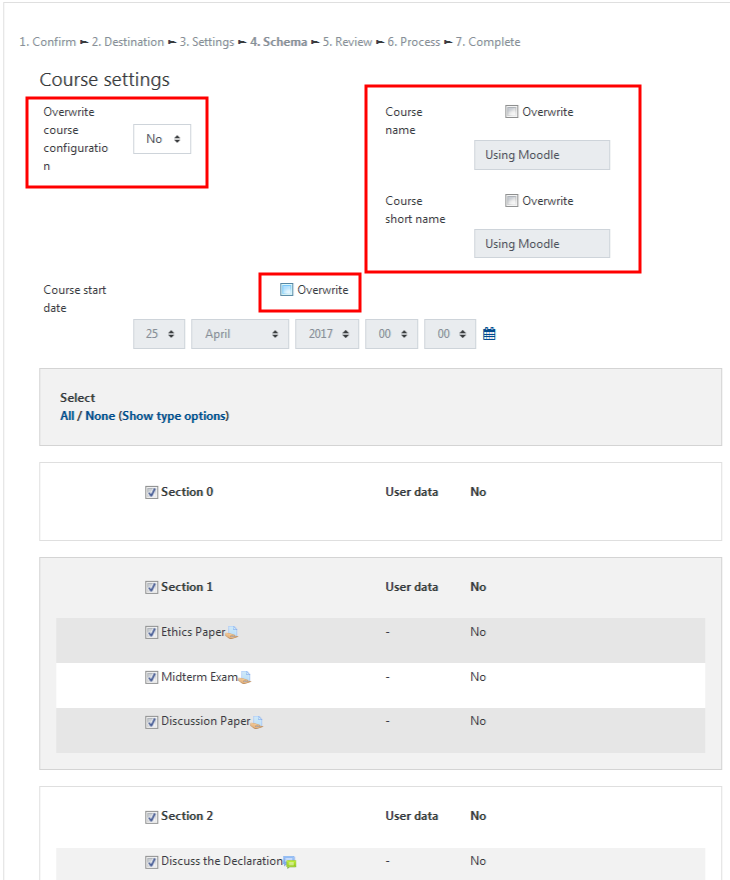 1. Confirm ► 2. Destination ► 3. Settings ► 4. Schema ► 5. Review ► 6. Process ► 7. Complete
Course settings
Overwrite
course
configuratio
n
No
Course
name
Overwrite
Using Moodle
Course
short name
Overwrite
Using Moodle
Course start
date
Overwrite
25 April 2017 00 00
Select
All / None (Show type options)
Section 0 User data No
Section 1 User data No
Ethics Paper - No
Midterm Exam - No
Discussion Paper - No
Section 2 User data No
Discuss the Declaration - No